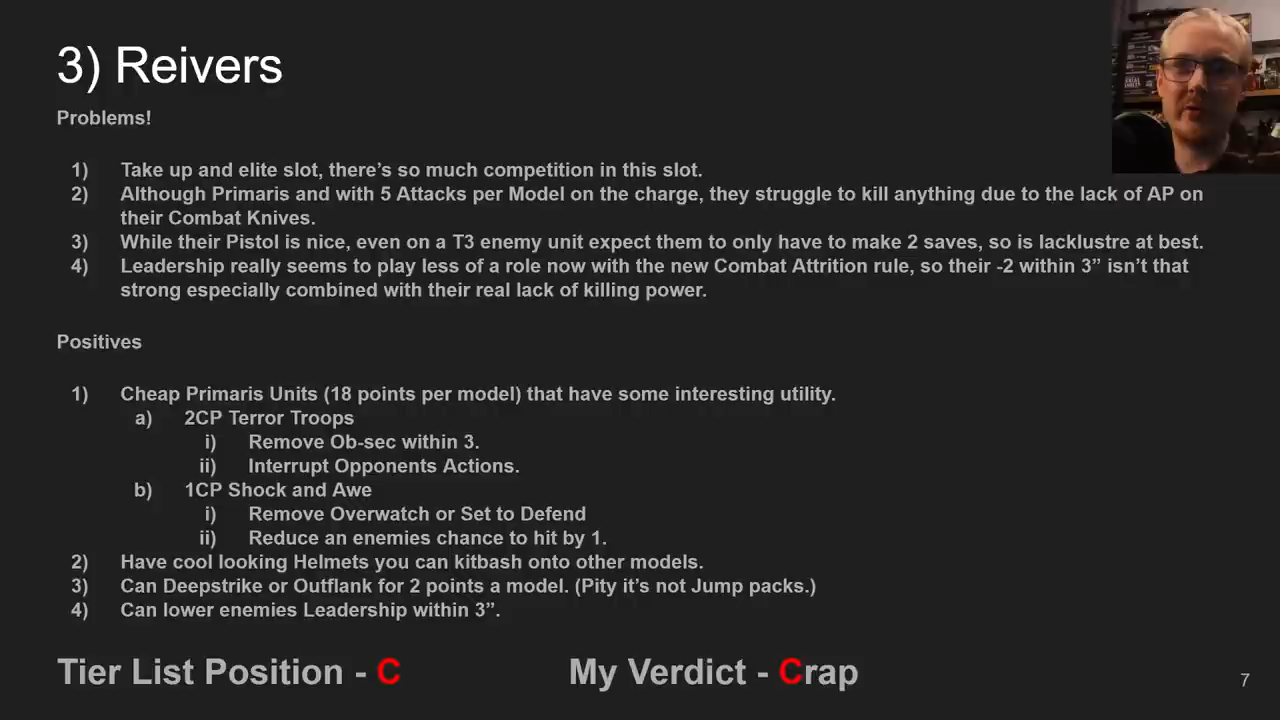 3) Reivers
Problems!
1) Take up and elite slot, there's so much competition in this slot.
2) Although Primaris and with 5 Attacks per Model on the charge, they struggle to kill anything due to the lack of AP on
their Combat Knives.
3) While their Pistol is nice, even on a T3 enemy unit expect them to only have to make 2 saves, so is lacklustre at best.
4) Leadership really seems to play less of a role now with the new Combat Attrition rule, so their -2 within 3” isn't that
strong especially combined with their real lack of killing power.
Positives
1) Cheap Primaris Units (18 points per model) that have some interesting utility.
a) 2CP Terror Troops
i) Remove Ob-sec within 3.
ii) Interrupt Opponents Actions.
b) 1CP Shock and Awe
i) Remove Overwatch or Set to Defend
ii) Reduce an enemies chance to hit by 1.
2) Have cool looking Helmets you can kitbash onto other models.
3) Can Deepstrike or Outflank for 2 points a model. (Pity it's not Jump packs.)
4) Can lower enemies Leadership within 3”.
Tier List Position - C
My Verdict - Crap
7